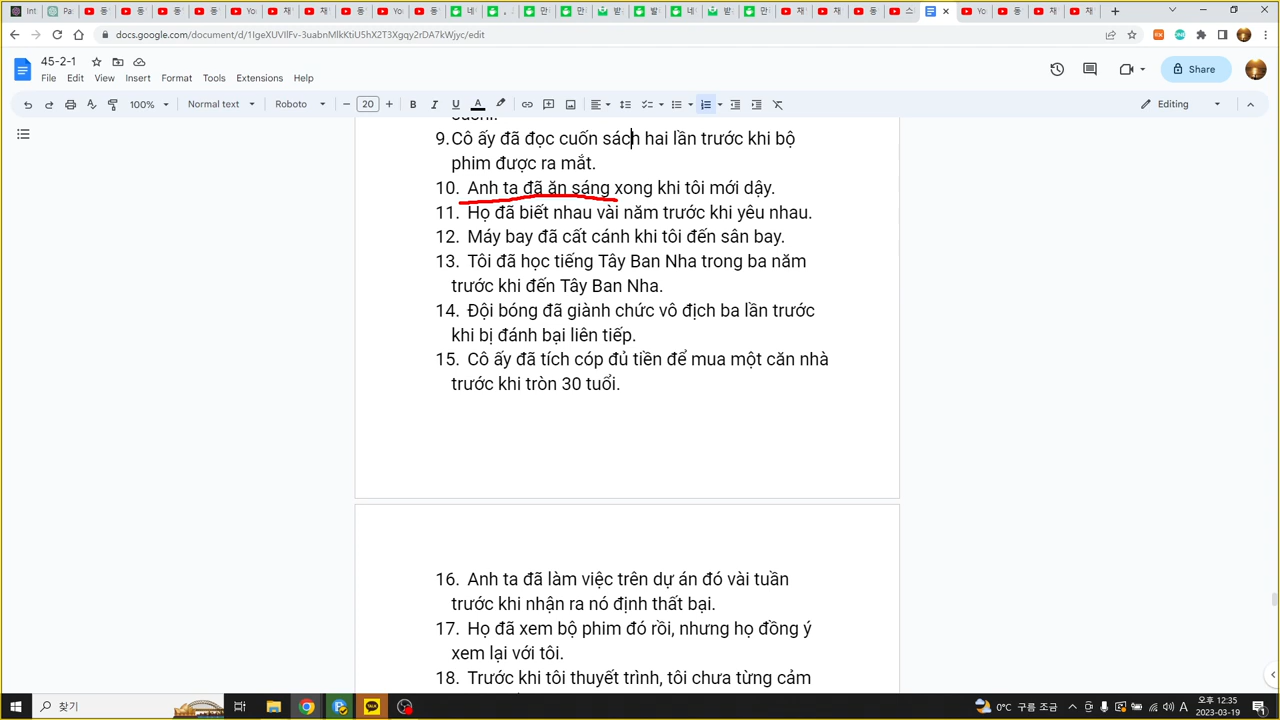 docs.google.com/document/d/1IgeXUVIlFv-3uabnMlkKtiU5hX2T3Xgqy2rDA7kWjyc/edit
45-2-1
File Edit View Insert Format Tools Extensions Help
Share
100% Normal text Roboto 20 Editing
9. Cô ấy đã đọc cuốn sách hai lần trước khi bộ
phim được ra mắt.
10. Anh ta đã ăn sáng xong khi tôi mới dậy.
11. Họ đã biết nhau vài năm trước khi yêu nhau.
12. Máy bay đã cất cánh khi tôi đến sân bay.
13. Tôi đã học tiếng Tây Ban Nha trong ba năm
trước khi đến Tây Ban Nha.
14. Đội bóng đã giành chức vô địch ba lần trước
khi bị đánh bại liên tiếp.
15. Cô ấy đã tích cóp đủ tiền để mua một căn nhà
trước khi tròn 30 tuổi.
16. Anh ta đã làm việc trên dự án đó vài tuần
trước khi nhận ra nó định thất bại.
17. Họ đã xem bộ phim đó rồi, nhưng họ đồng ý
xem lại với tôi.
18. Trước khi tôi thuyết trình, tôi chưa từng cảm
찾기
TALK
0°C 구름 조금
A
오후 12:35
2023-03-19